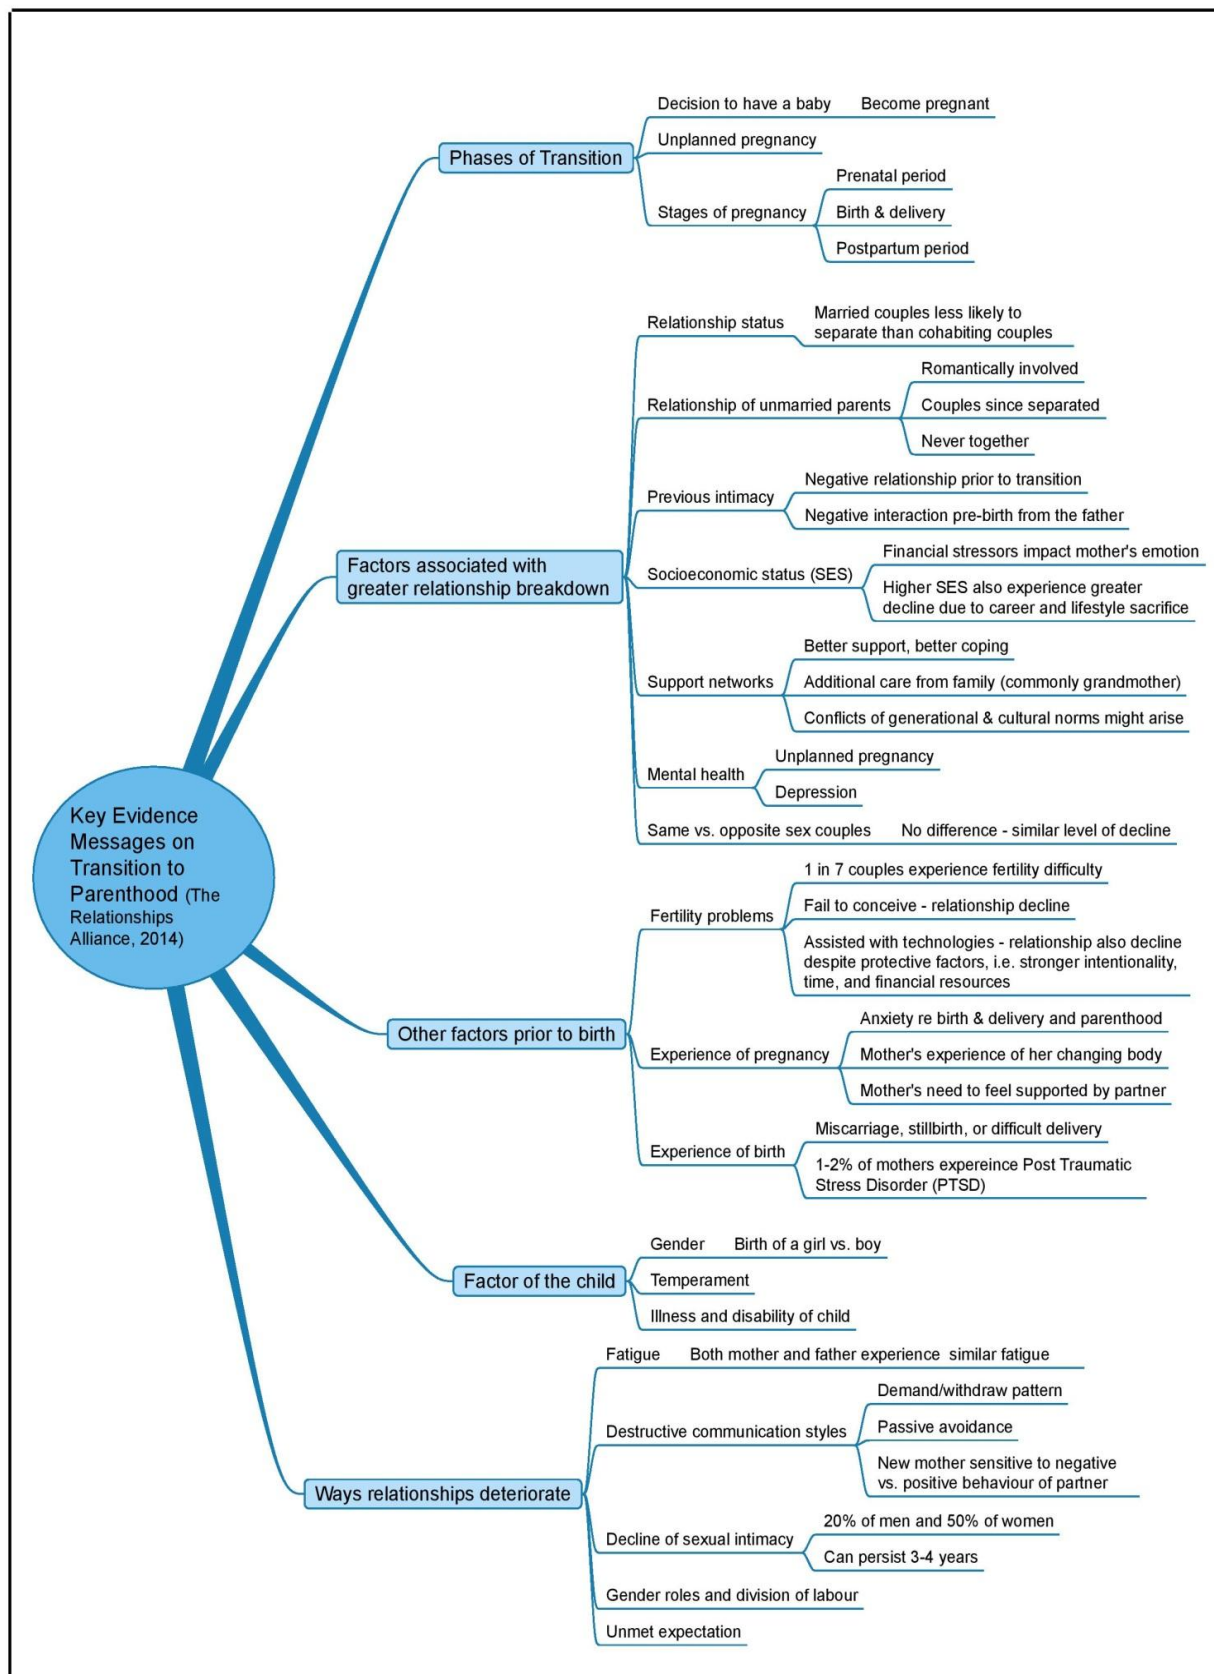 Decision to have a baby
Become pregnant
Phases of Transition
Unplanned pregnancy
Stages of pregnancy
Prenatal period
Birth & delivery
Postpartum period
Factors associated with
greater relationship breakdown
Relationship status
Married couples less likely to
separate than cohabiting couples
Relationship of unmarried parents
Romantically involved
Couples since separated
Never together
Previous intimacy
Negative relationship prior to transition
Negative interaction pre-birth from the father
Socioeconomic status (SES)
Financial stressors impact mother's emotion
Higher SES also experience greater
decline due to career and lifestyle sacrifice
Support networks
Better support, better coping
Additional care from family (commonly grandmother)
Conflicts of generational & cultural norms might arise
Mental health
Unplanned pregnancy
Depression
Same vs. opposite sex couples
No difference - similar level of decline
Key Evidence
Messages on
Transition to
Parenthood (The
Relationships
Alliance, 2014)
Other factors prior to birth
Fertility problems
1 in 7 couples experience fertility difficulty
Fail to conceive - relationship decline
Assisted with technologies - relationship also decline
despite protective factors, i.e. stronger intentionality,
time, and financial resources
Experience of pregnancy
Anxiety re birth & delivery and parenthood
Mother's experience of her changing body
Mother's need to feel supported by partner
Experience of birth
Miscarriage, stillbirth, or difficult delivery
1-2% of mothers expereince Post Traumatic
Stress Disorder (PTSD)
Factor of the child
Gender
Birth of a girl vs. boy
Temperament
Illness and disability of child
Ways relationships deteriorate
Fatigue
Both mother and father experience similar fatigue
Destructive communication styles
Demand/withdraw pattern
Passive avoidance
New mother sensitive to negative
vs. positive behaviour of partner
Decline of sexual intimacy
20% of men and 50% of women
Can persist 3-4 years
Gender roles and division of labour
Unmet expectation